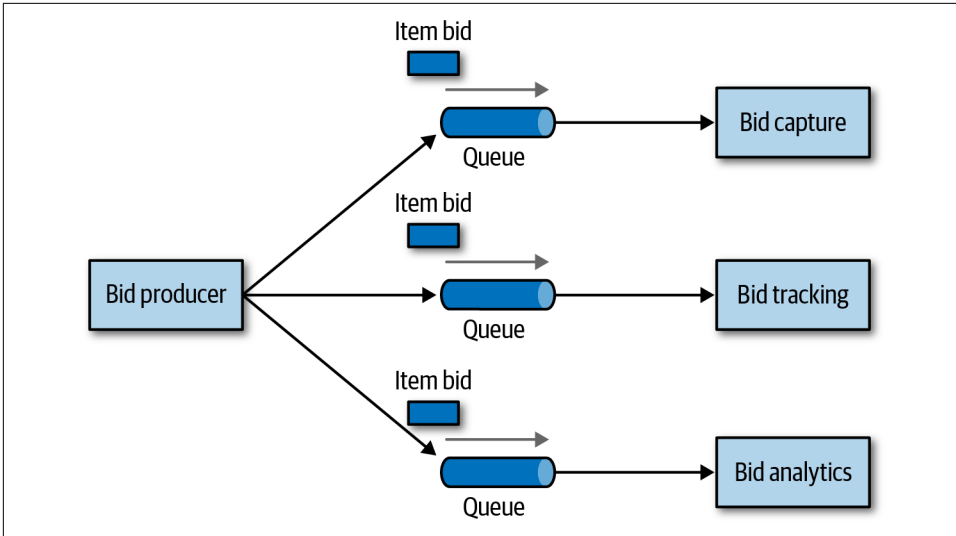 Item bid
Queue
Bid capture
Item bid
Bid producer
Queue
Bid tracking
Item bid
Queue
Bid analytics